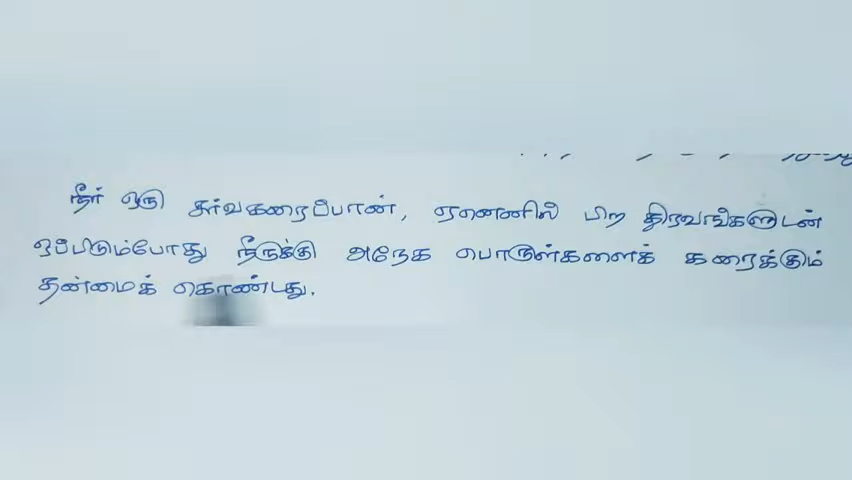 நீர் ஒரு சர்வகரைப்பான், ஏனெனில் பிற திரவங்களுடன்
ஒப்பிடும்போது நீருக்கு அநேக பொருள்களைக் கரைக்கும்
தன்மைக் கொண்டது.